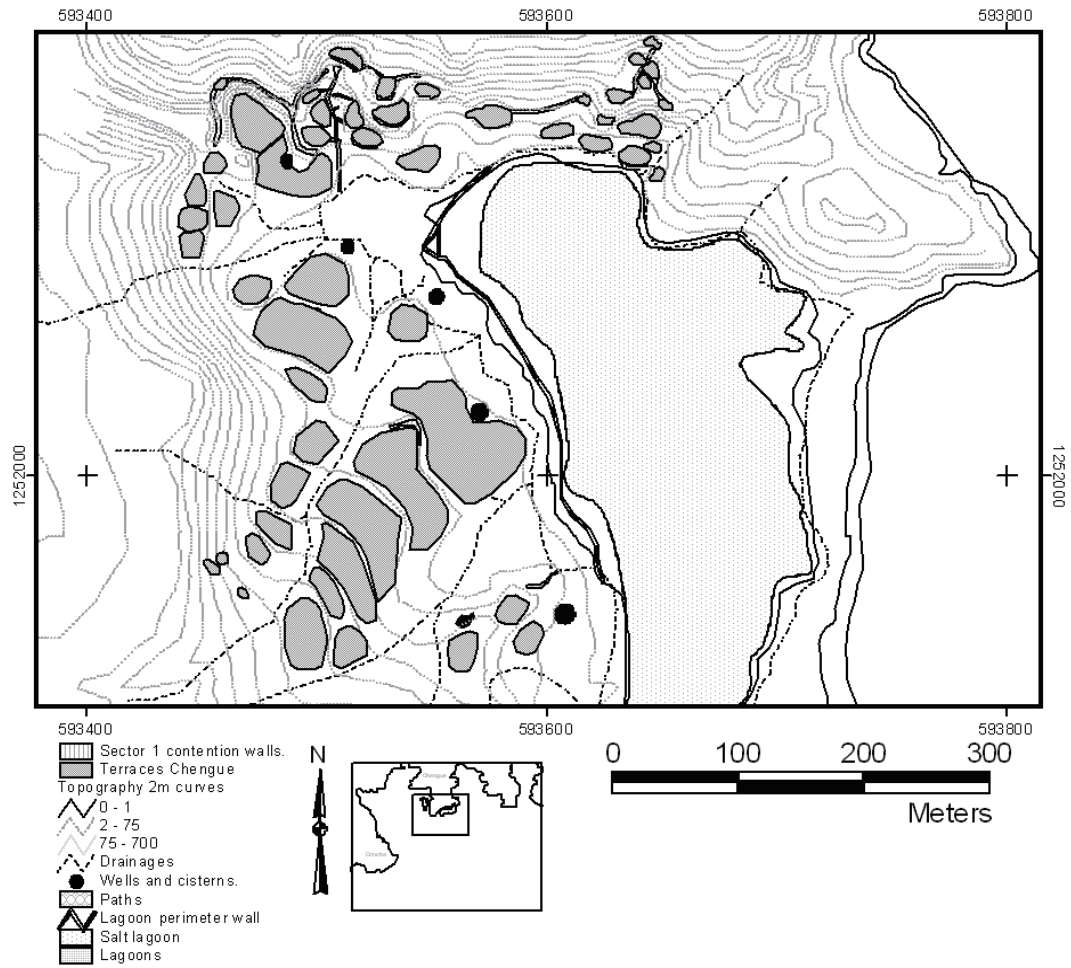 593400 593600 593800
1252000 1252000
593400 593600 593800
Sector 1 contention walls.
Terraces Chengue
Topography 2m curves
0 - 1
2 - 75
75 - 700
Drainages
Wells and cisterns.
Paths
Lagoon perimeter wall
Salt lagoon
Lagoons
N
Chengue
0 100 200 300
Meters